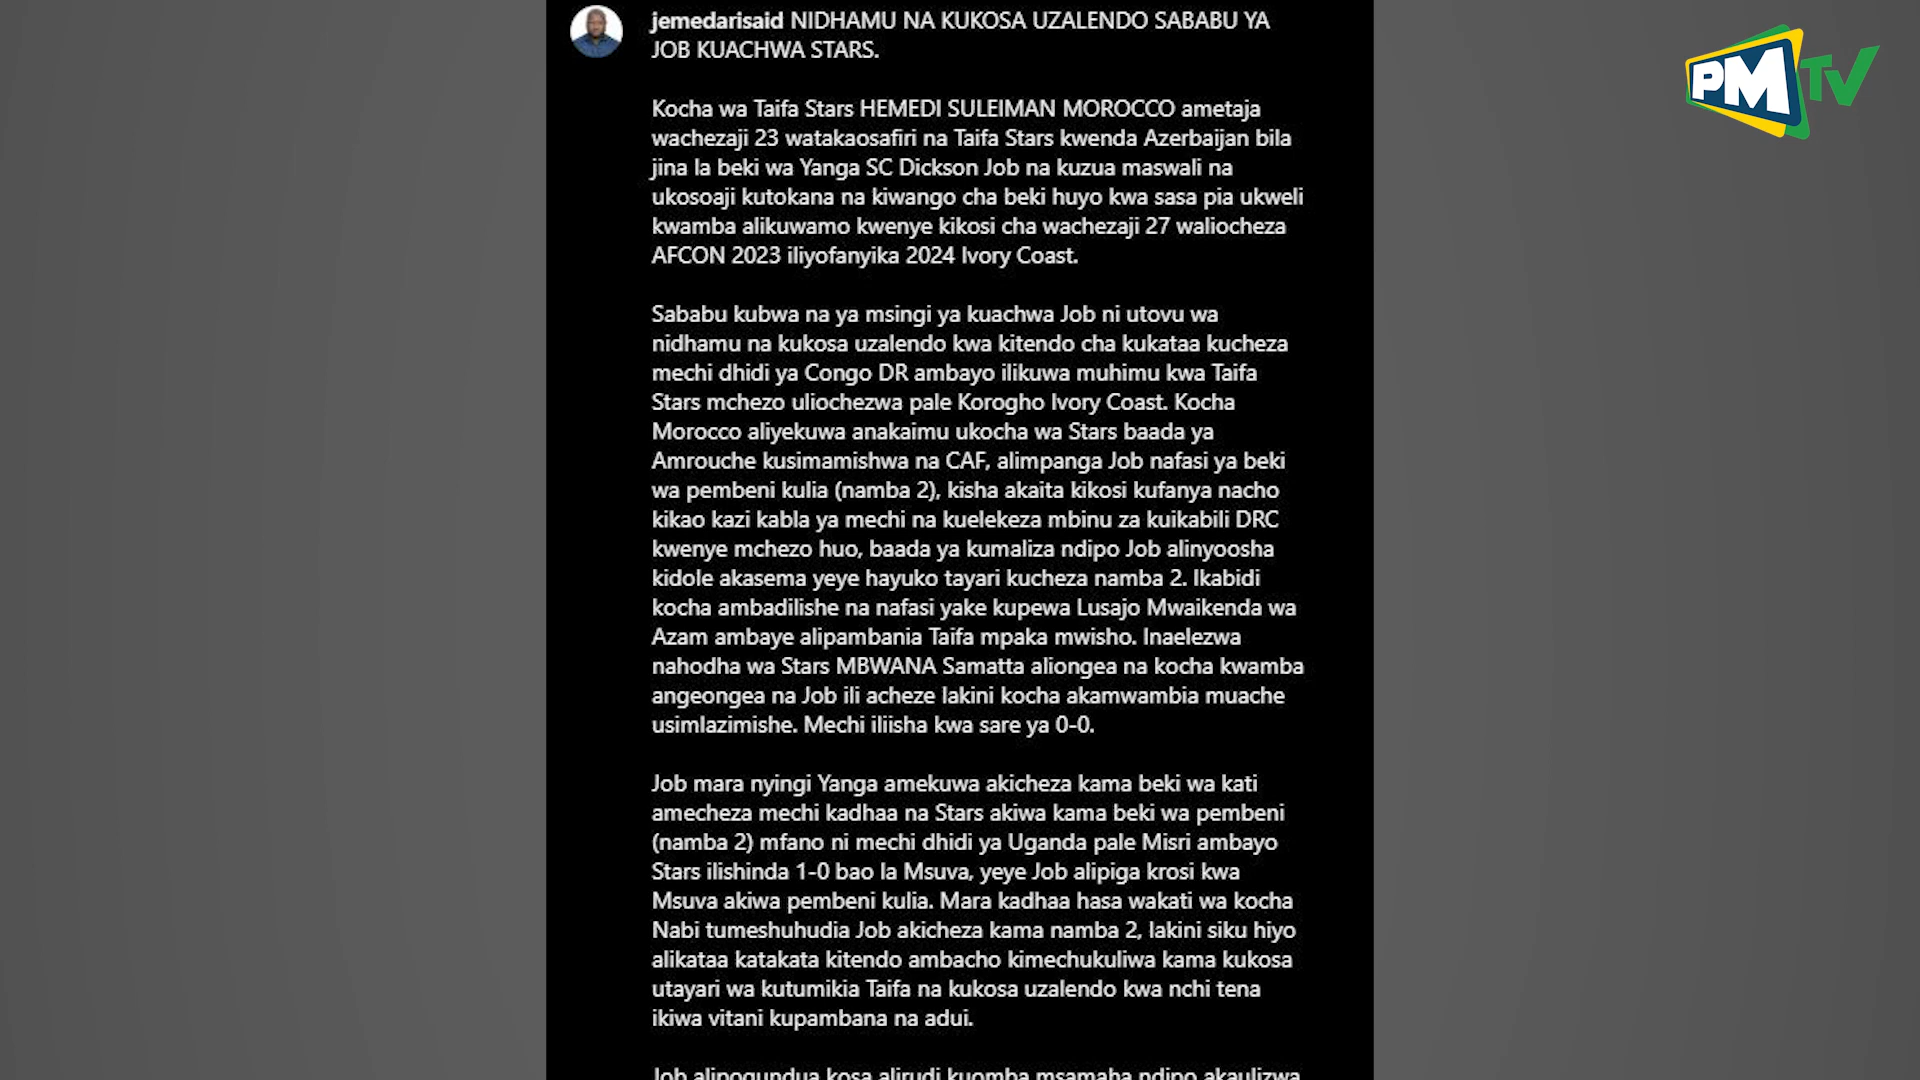 jemedarisaid NIDHAMU NA KUKOSA UZALENDO SABABU YA
JOB KUACHWA STARS.
PMTV
Kocha wa Taifa Stars HEMEDI SULEIMAN MOROCCO ametaja
wachezaji 23 watakaosafiri na Taifa Stars kwenda Azerbaijan bila
jina la beki wa Yanga SC Dickson Job na kuzua maswali na
ukosoaji kutokana na kiwango cha beki huyo kwa sasa pia ukweli
kwamba alikuwamo kwenye kikosi cha wachezaji 27 waliocheza
AFCON 2023 iliyofanyika 2024 Ivory Coast.
Sababu kubwa na ya msingi ya kuachwa Job ni utovu wa
nidhamu na kukosa uzalendo kwa kitendo cha kukataa kucheza
mechi dhidi ya Congo DR ambayo ilikuwa muhimu kwa Taifa
Stars mchezo uliochezwa pale Korogho Ivory Coast. Kocha
Morocco aliyekuwa anakaimu ukocha wa Stars baada ya
Amrouche kusimamishwa na CAF, alimpanga Job nafasi ya beki
wa pembeni kulia (namba 2), kisha akaita kikosi kufanya nacho
kikao kazi kabla ya mechi na kuelekeza mbinu za kuikabili DRC
kwenye mchezo huo, baada ya kumaliza ndipo Job alinyoosha
kidole akasema yeye hayuko tayari kucheza namba 2. Ikabidi
kocha ambadilishe na nafasi yake kupewa Lusajo Mwaikenda wa
Azam ambaye alipambania Taifa mpaka mwisho. Inaelezwa
nahodha wa Stars MBWANA Samatta aliongea na kocha kwamba
angeongea na Job ili acheze lakini kocha akamwambia muache
usimlazimishe. Mechi iliisha kwa sare ya 0-0.
Job mara nyingi Yanga amekuwa akicheza kama beki wa kati
amecheza mechi kadhaa na Stars akiwa kama beki wa pembeni
(namba 2) mfano ni mechi dhidi ya Uganda pale Misri ambayo
Stars ilishinda 1-0 bao la Msuva, yeye Job alipiga krosi kwa
Msuva akiwa pembeni kulia. Mara kadhaa hasa wakati wa kocha
Nabi tumeshuhudia Job akicheza kama namba 2, lakini siku hiyo
alikataa katakata kitendo ambacho kimechukuliwa kama kukosa
utayari wa kutumikia Taifa na kukosa uzalendo kwa nchi tena
ikiwa vitani kupambana na adui.
Job alipogundua kosa alirudi kuomba msamaha ndipo akaulizwa